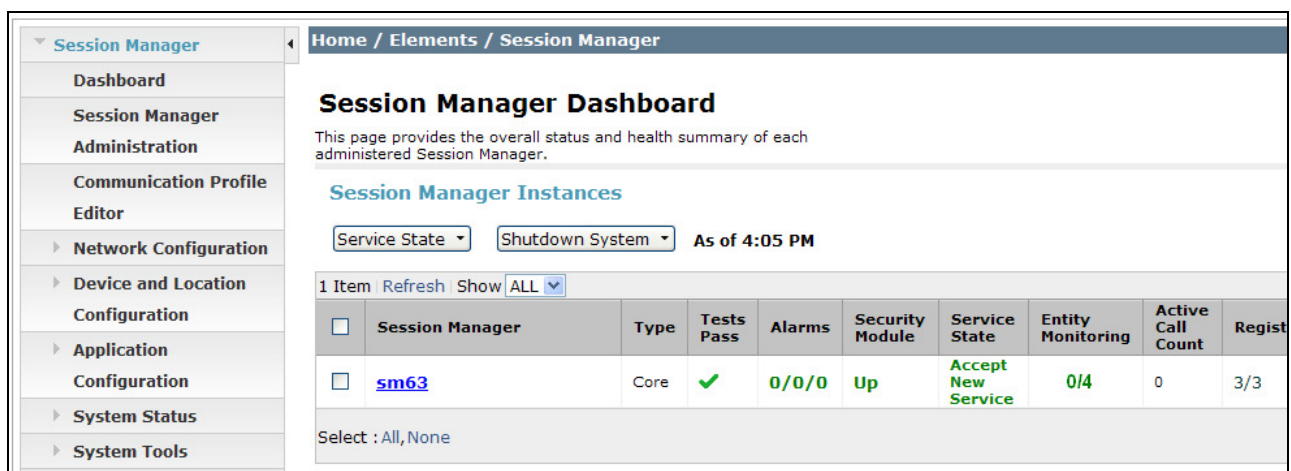 Session Manager
Dashboard
Session Manager
Administration
Communication Profile
Editor
Network Configuration
Device and Location
Configuration
Application
Configuration
System Status
System Tools
Home / Elements / Session Manager
Session Manager Dashboard
This page provides the overall status and health summary of each
administered Session Manager.
Session Manager Instances
Service State Shutdown System As of 4:05 PM
1 Item Refresh Show ALL
Session Manager Type Tests Pass Alarms Security Module Service State Entity Monitoring Active Call Count Regist
sm63 Core 0/0/0 Up Accept New Service 0/4 0 3/3
Select : All, None